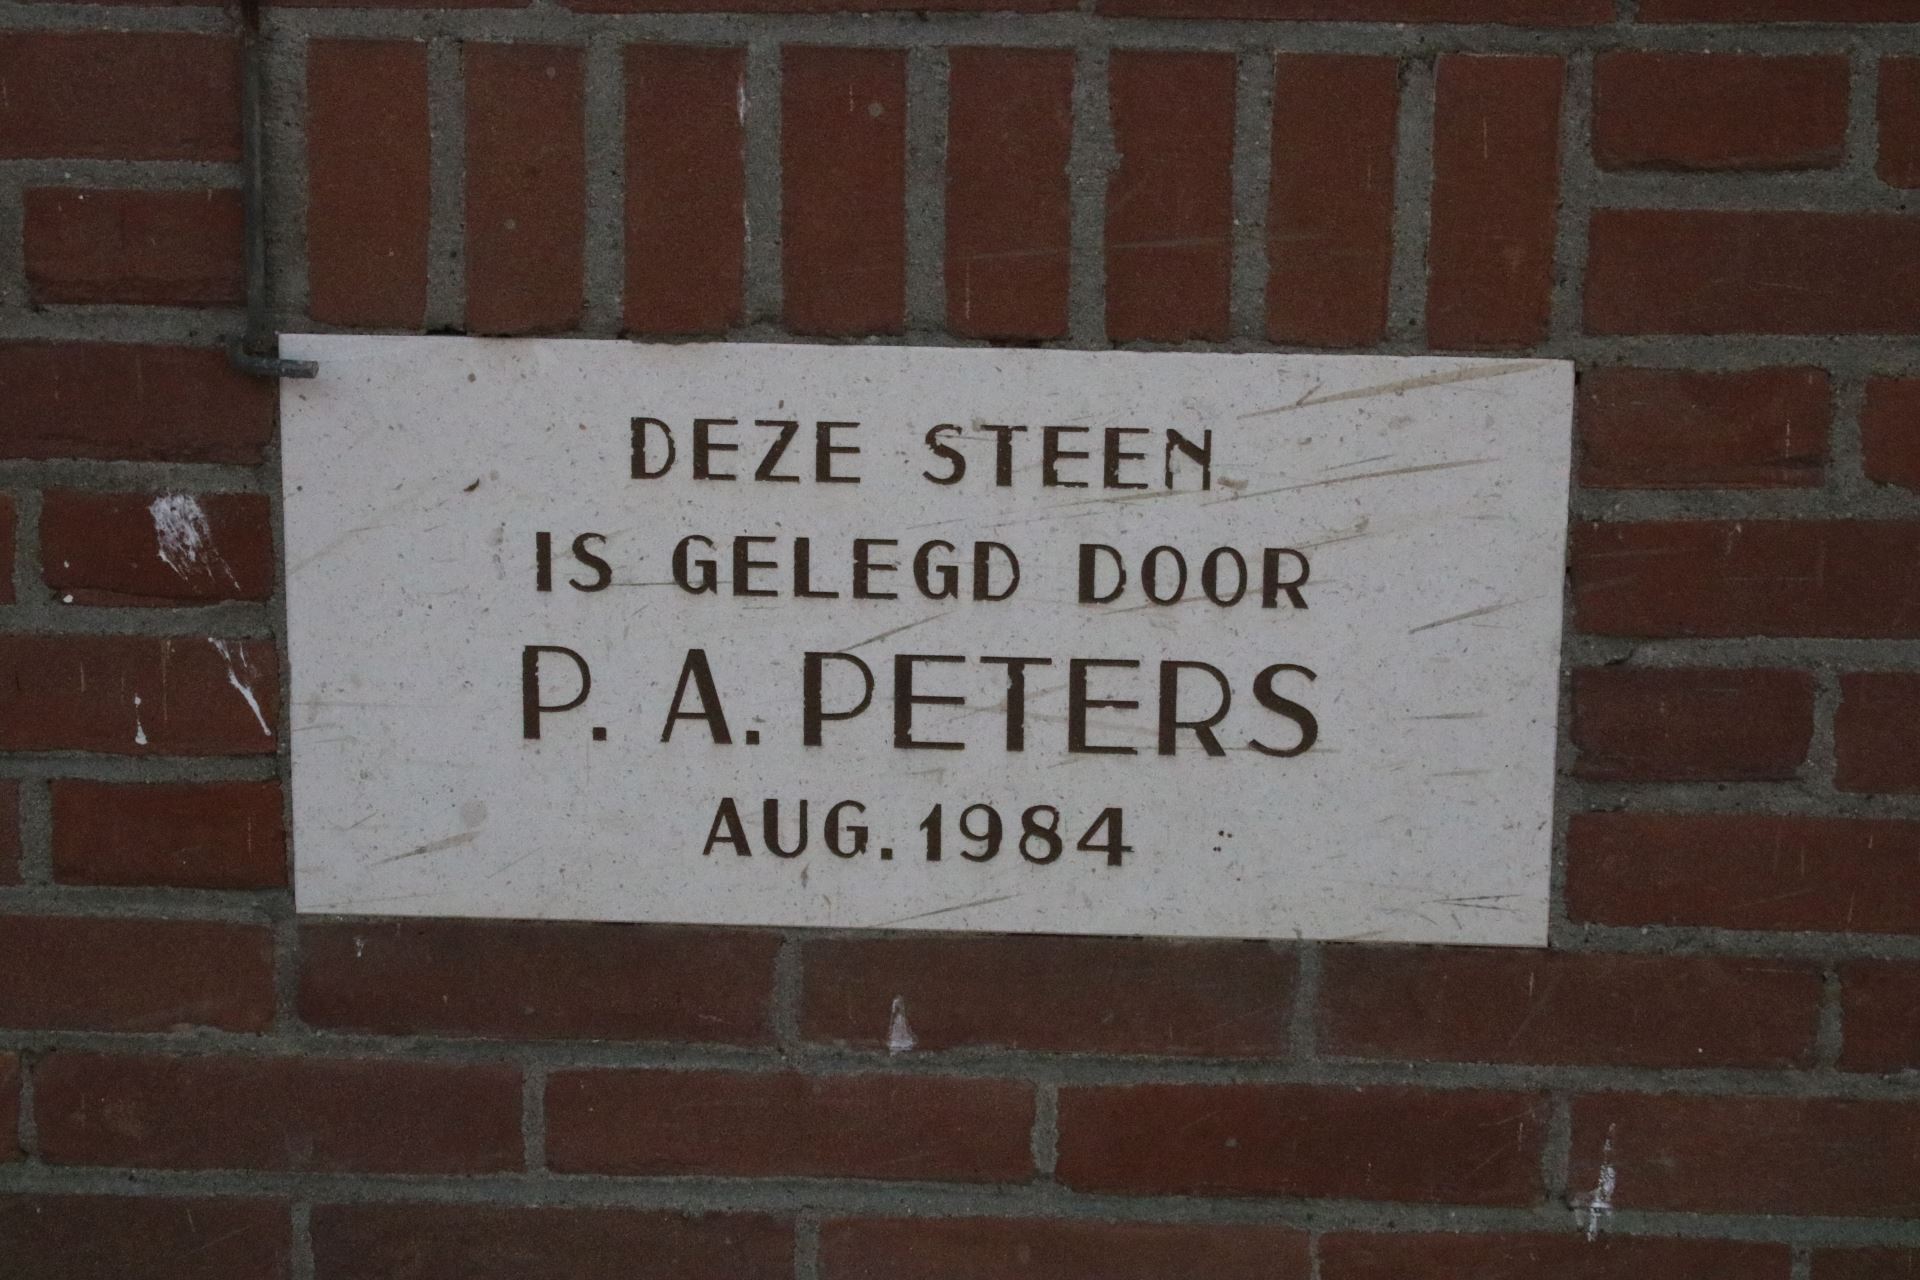 DEZE STEEN
IS GELEGD DOOR
P. A. PETERS
AUG. 1984